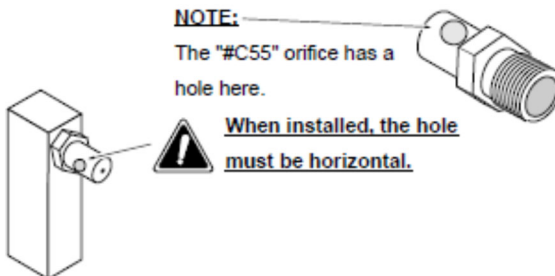 NOTE:
The "#C55" orifice has a
hole here.
When installed, the hole
must be horizontal.